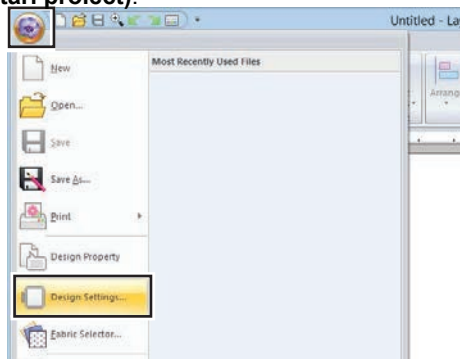 Untitled - La
New
Most Recently Used Files
Open...
Arrang
Save
Save As...
Print
Design Property
Design Settings...
Fabric Selector...